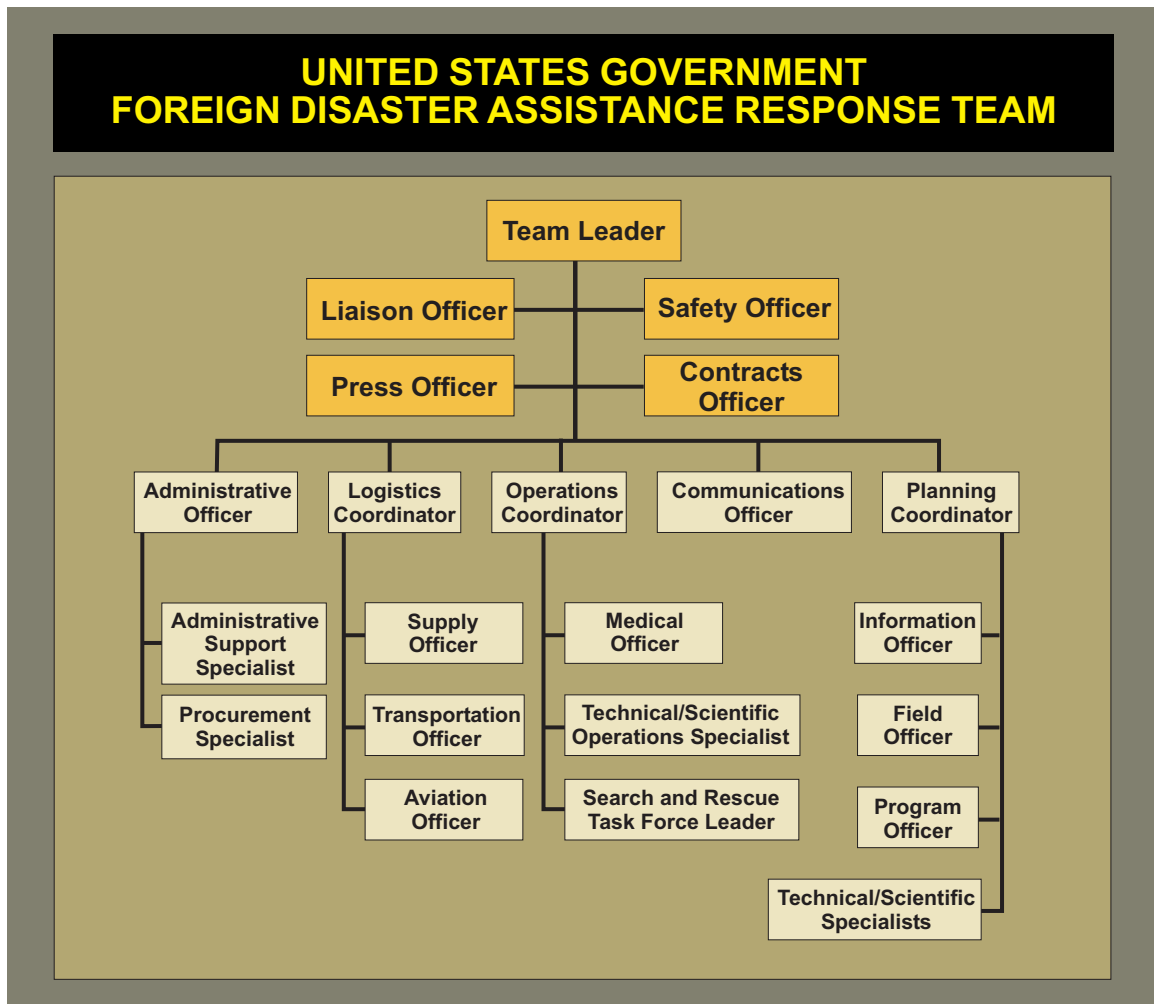 UNITED STATES GOVERNMENT
FOREIGN DISASTER ASSISTANCE RESPONSE TEAM
Team Leader
Liaison Officer
Safety Officer
Press Officer
Contracts
Officer
Administrative
Officer
Logistics
Coordinator
Operations
Coordinator
Communications
Officer
Planning
Coordinator
Administrative
Support
Specialist
Supply
Officer
Medical
Officer
Information
Officer
Procurement
Specialist
Transportation
Officer
Technical/Scientific
Operations Specialist
Field
Officer
Aviation
Officer
Search and Rescue
Task Force Leader
Program
Officer
Technical/Scientific
Specialists